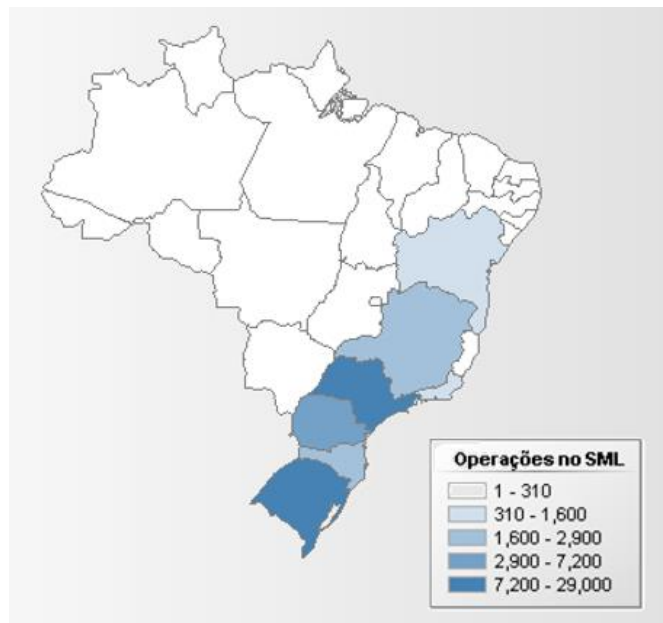 Operações no SML
1 - 310
310 - 1,600
1,600 - 2,900
2,900 - 7,200
7,200 - 29,000